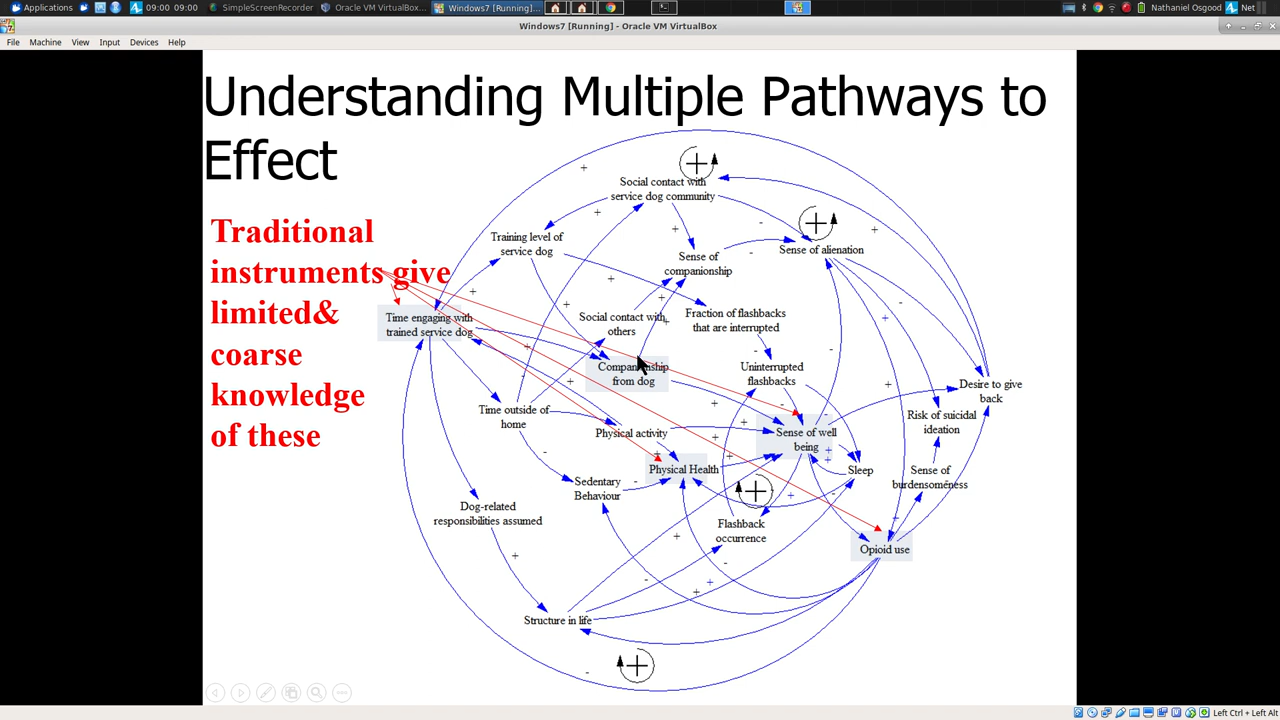 Applications
SimpleScreenRecorder
Oracle VM VirtualBox...
Windows7 [Running] -...
09:00 09:00
Nathaniel Osgood
Net
Windows7 [Running] - Oracle VM VirtualBox
File Machine View Input Devices Help
Understanding Multiple Pathways to
Effect
Traditional
instruments give
limited&
coarse
knowledge
of these
Social contact with
service dog community
Training level of
service dog
Sense of
companionship
Sense of alienation
Time engaging with
trained service dog
Social contact with
others
Fraction of flashbacks
that are interrupted
Companionship
from dog
Uninterrupted
flashbacks
Desire to give
back
Time outside of
home
Physical activity
Sense of well
being
Risk of suicidal
ideation
Physical Health
Sleep
Sense of
burdensomeness
Sedentary
Behaviour
Dog-related
responsibilities assumed
Flashback
occurrence
Opioid use
Structure in life
Left Ctrl + Left Alt